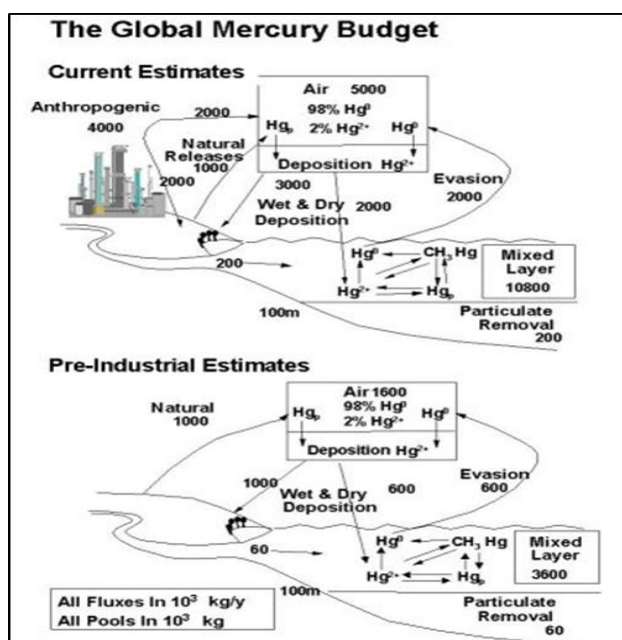 The Global Mercury Budget
Current Estimates
Anthropogenic
4000
2000
Air 5000
98% Hg⁰
Hgₚ 2% Hg²⁺ Hg⁰
Natural
Releases
1000
2000
Deposition Hg²⁺
3000
Wet & Dry
Deposition
2000
Evasion
2000
Hg⁰ CH₃ Hg
Mixed
Layer
10800
200
Hg²⁺ Hgₚ
100m
Particulate
Removal
200
Pre-Industrial Estimates
Natural
1000
Air 1600
98% Hg⁰
Hgₚ 2% Hg²⁺ Hg⁰
Deposition Hg²⁺
1000
Wet & Dry
Deposition
600
Evasion
600
Hg⁰ CH₃ Hg
Mixed
Layer
3600
60
Hg²⁺ Hgₚ
100m
Particulate
Removal
60
All Fluxes In 10³ kg/y
All Pools In 10³ kg